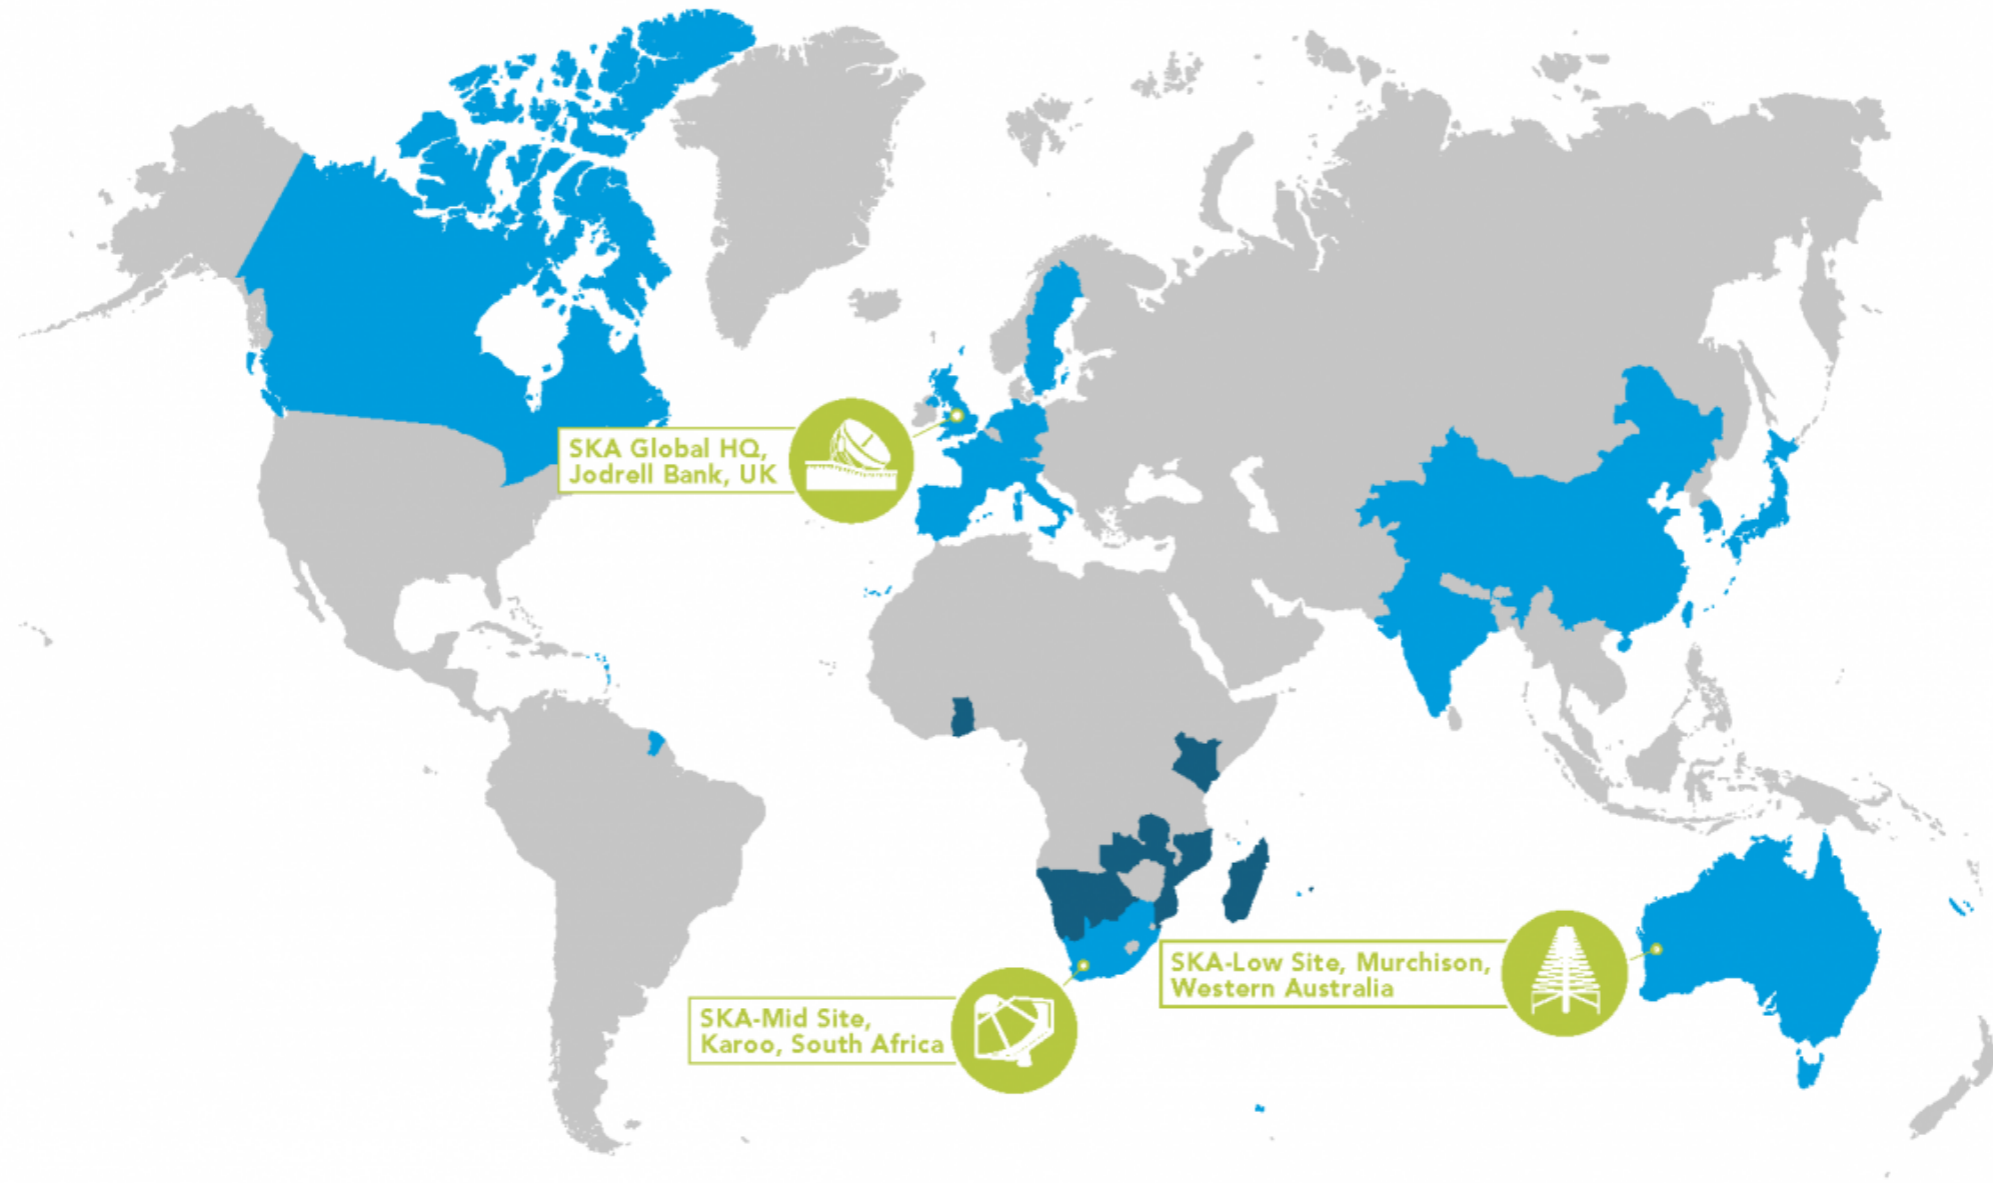 SKA Global HQ,
Jodrell Bank, UK
SKA-Low Site, Murchison,
Western Australia
SKA-Mid Site,
Karoo, South Africa